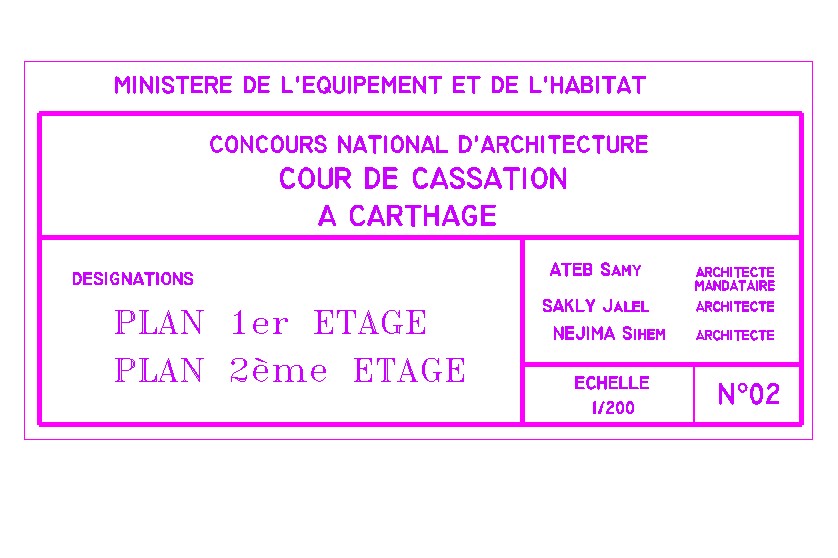 MINISTERE DE L'EQUIPEMENT ET DE L'HABITAT
CONCOURS NATIONAL D'ARCHITECTURE
COUR DE CASSATION
A CARTHAGE
DESIGNATIONS
PLAN 1er ETAGE
PLAN 2ème ETAGE
ATEB SAMY ARCHITECTE MANDATAIRE
SAKLY JALEL ARCHITECTE
NEJIMA SIHEM ARCHITECTE
ECHELLE
1/200
N°02